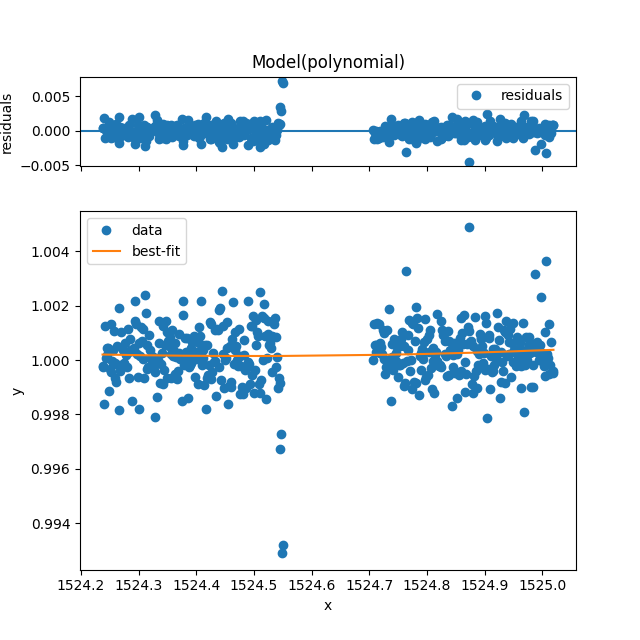 Model(polynomial)
residuals
0.005
0.000
−0.005
residuals
y
1.004
1.002
1.000
0.998
0.996
0.994
data
best-fit
1524.2 1524.3 1524.4 1524.5 1524.6 1524.7 1524.8 1524.9 1525.0
x